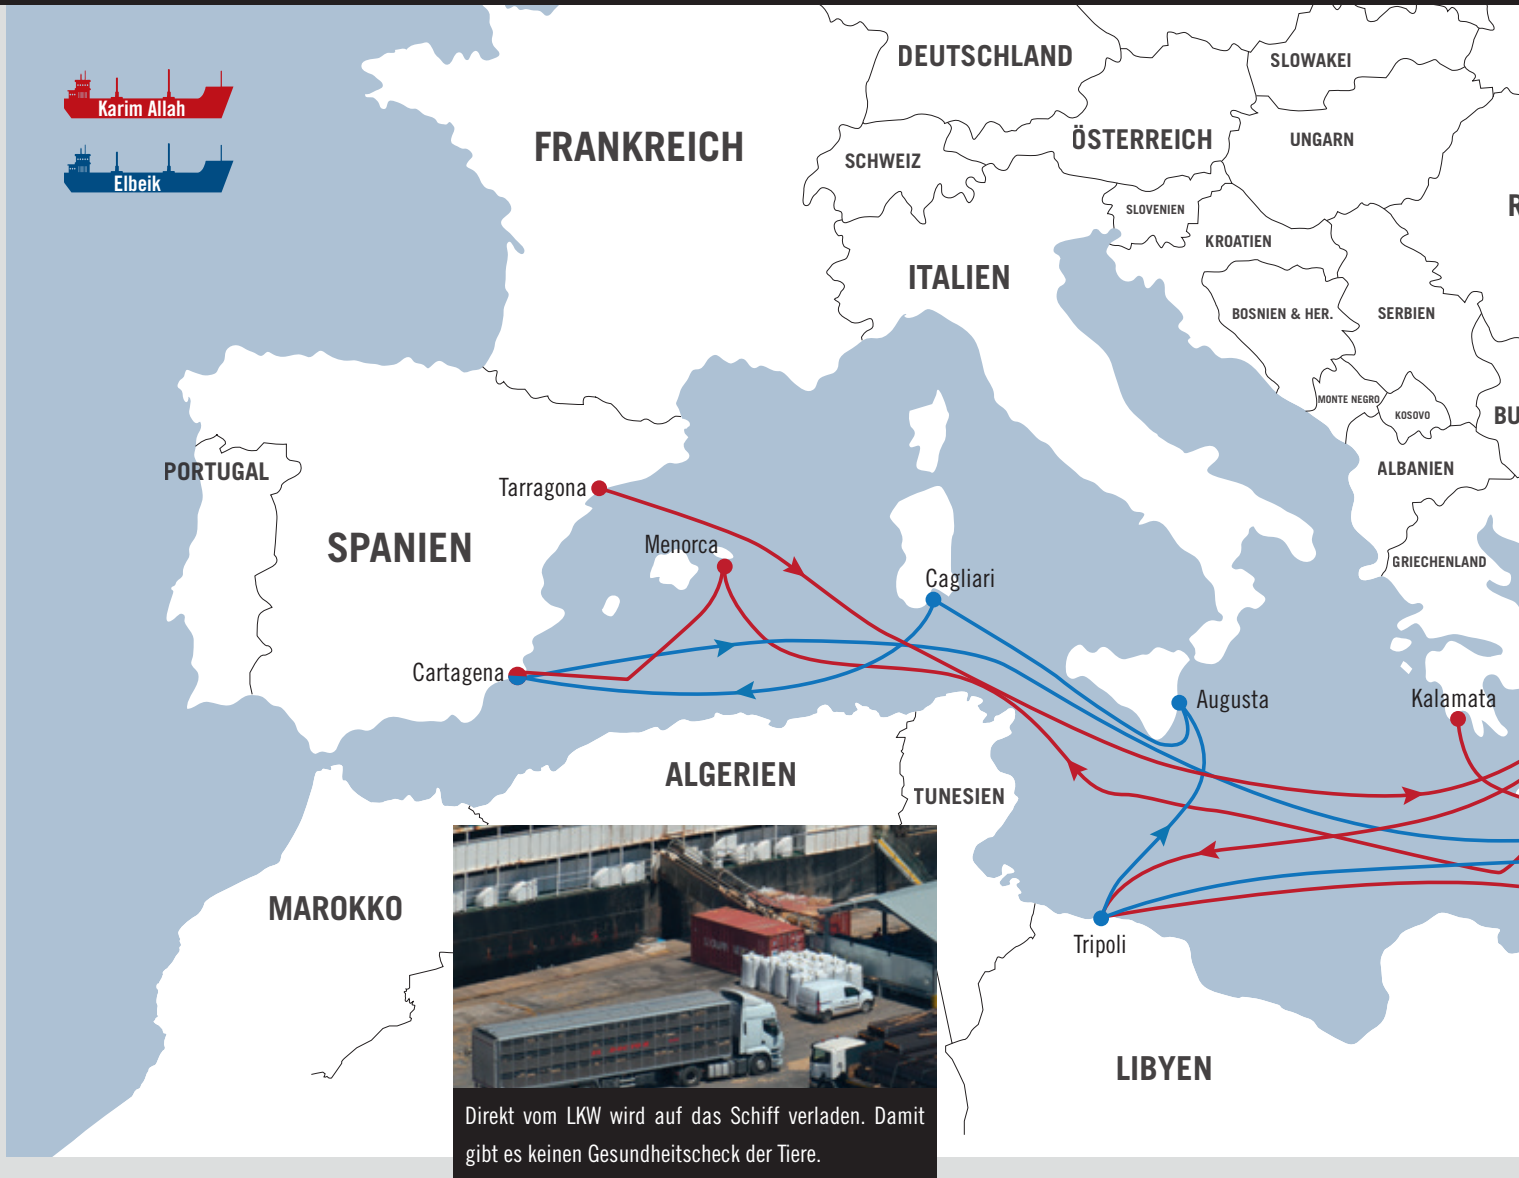 DEUTSCHLAND
SLOWAKEI
Karim Allah
FRANKREICH
ÖSTERREICH
UNGARN
SCHWEIZ
Elbeik
SLOVENIEN
R
KROATIEN
ITALIEN
BOSNIEN & HER.
SERBIEN
MONTE NEGRO
KOSOVO
BU
PORTUGAL
ALBANIEN
Tarragona
SPANIEN
Menorca
GRIECHENLAND
Cagliari
Cartagena
Augusta
Kalamata
ALGERIEN
TUNESIEN
MAROKKO
Tripoli
LIBYEN
Direkt vom LKW wird auf das Schiff verladen. Damit
gibt es keinen Gesundheitscheck der Tiere.